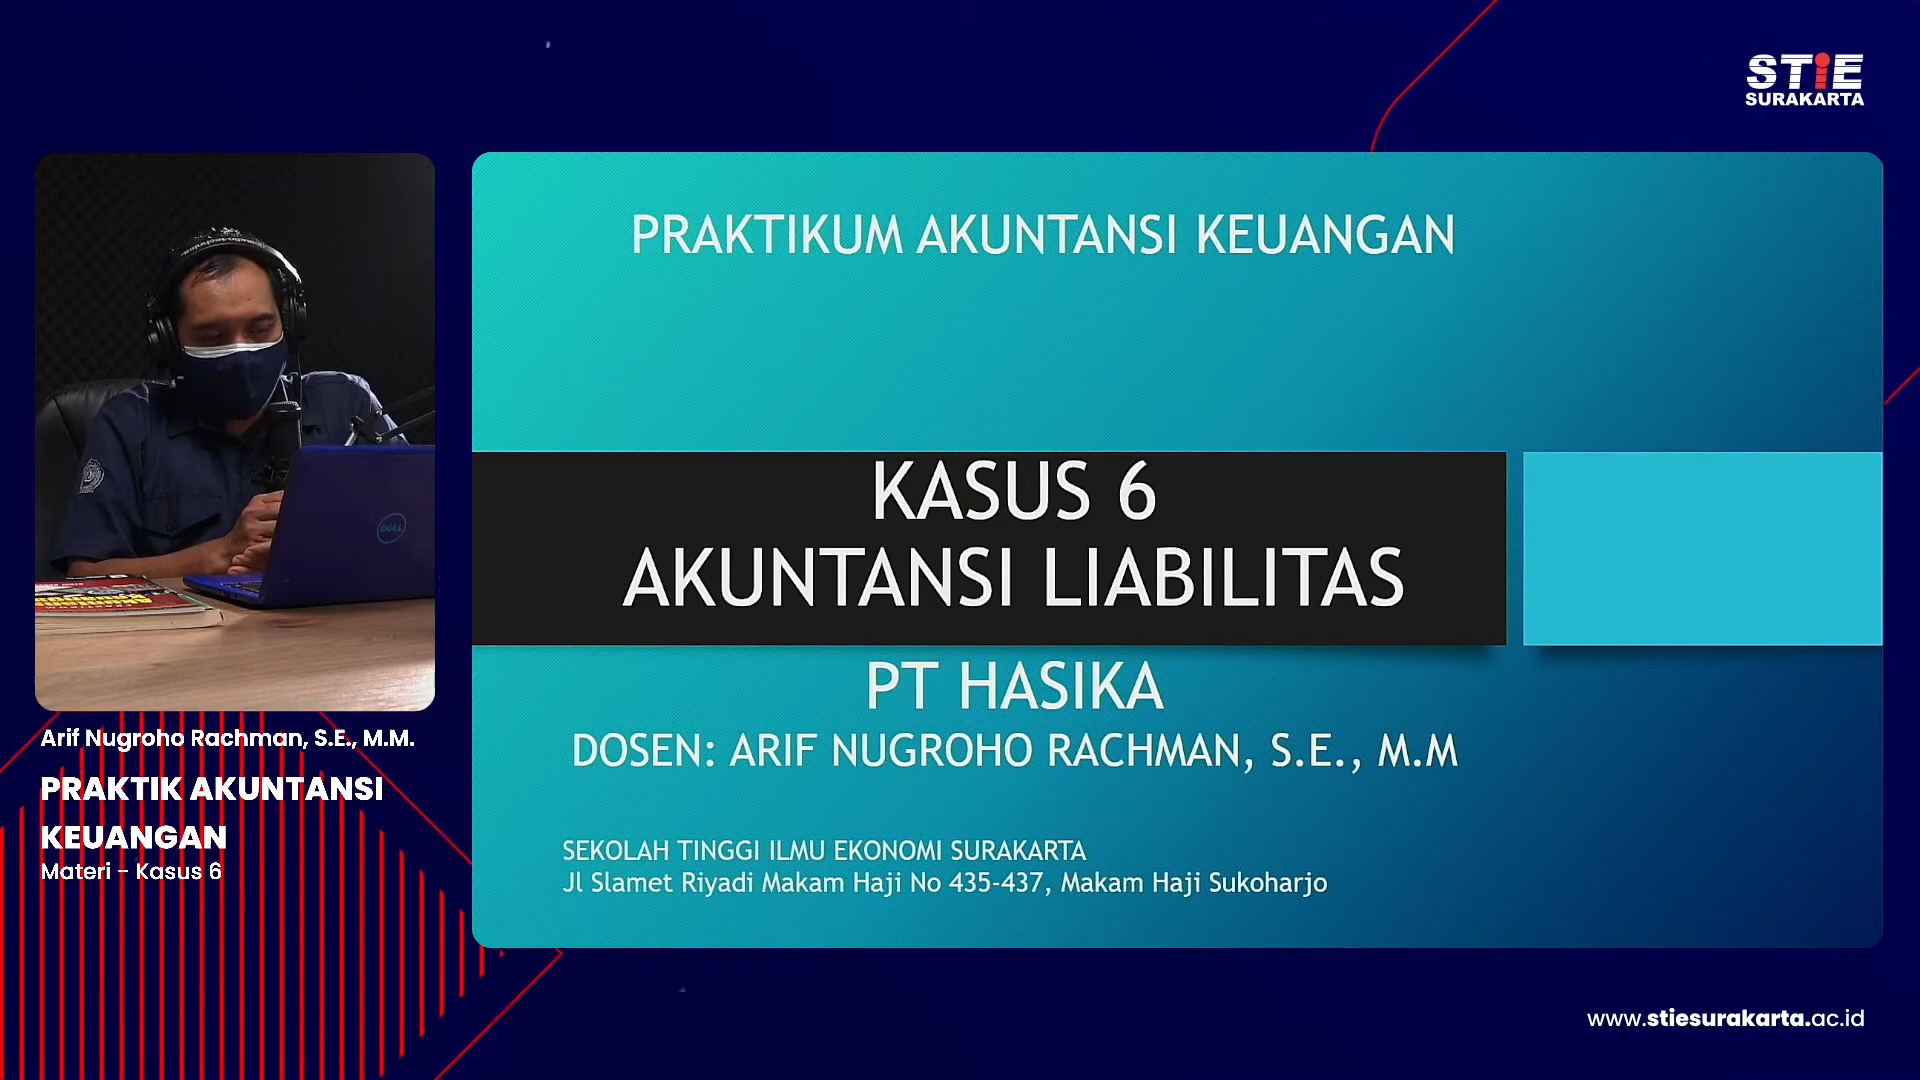 STiE
SURAKARTA
PRAKTIKUM AKUNTANSI KEUANGAN
KASUS 6
AKUNTANSI LIABILITAS
PT HASIKA
DOSEN: ARIF NUGROHO RACHMAN, S.E., M.M
SEKOLAH TINGGI ILMU EKONOMI SURAKARTA
Jl Slamet Riyadi Makam Haji No 435-437, Makam Haji Sukoharjo
DELL
Arif Nugroho Rachman, S.E., M.M.
PRAKTIK AKUNTANSI
KEUANGAN
Materi - Kasus 6
www.stiesurakarta.ac.id